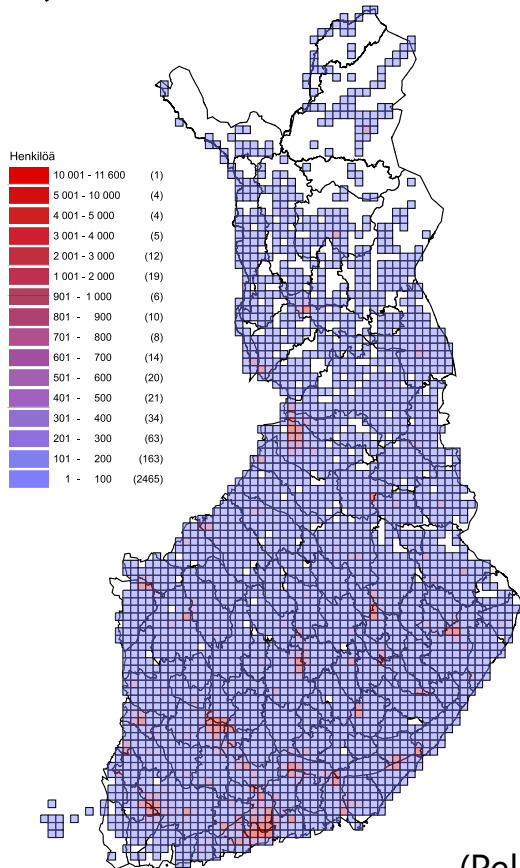 Henkilöä
10 001 - 11 600 (1)
5 001 - 10 000 (4)
4 001 - 5 000 (4)
3 001 - 4 000 (5)
2 001 - 3 000 (12)
1 001 - 2 000 (19)
901 - 1 000 (6)
801 - 900 (10)
701 - 800 (8)
601 - 700 (14)
501 - 600 (20)
401 - 500 (21)
301 - 400 (34)
201 - 300 (63)
101 - 200 (163)
1 - 100 (2465)